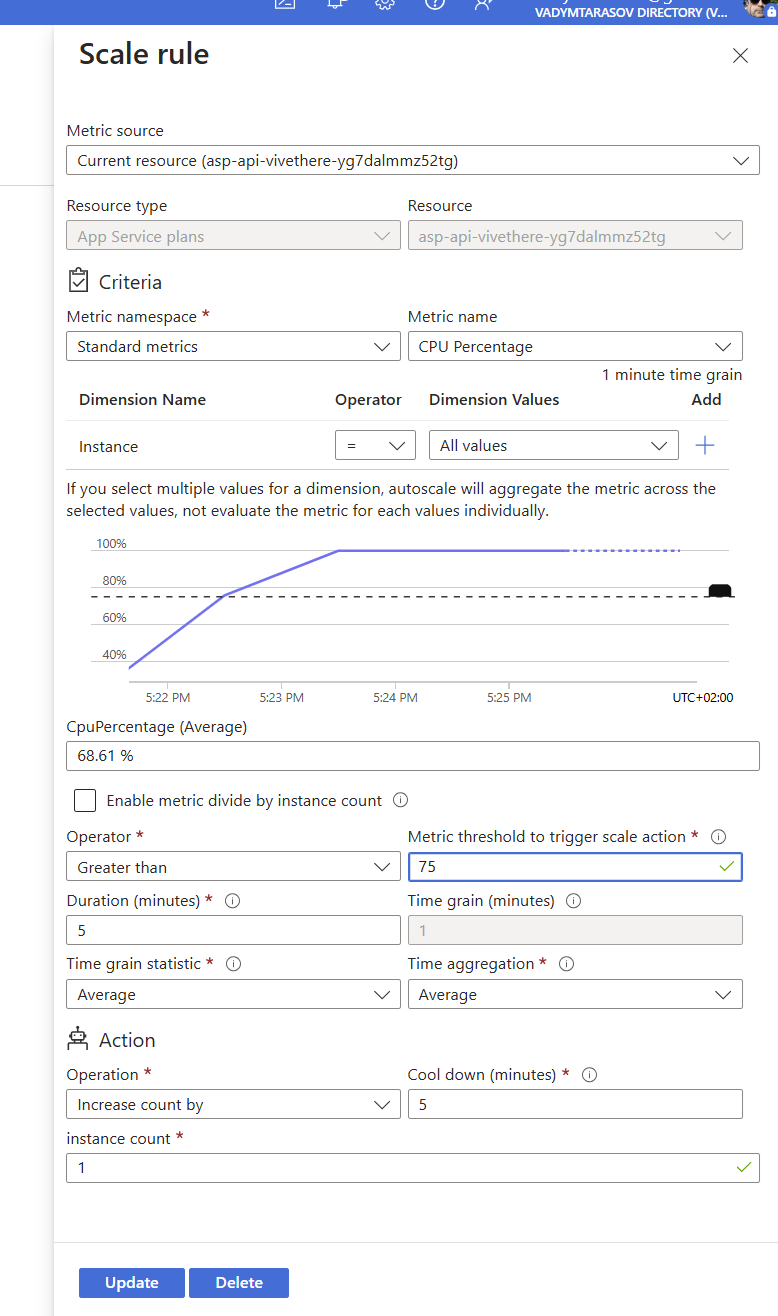 VADYMTARASOV DIRECTORY (V...
Scale rule
Metric source
Current resource (asp-api-vivethere-yg7dalmmz52tg)
Resource type Resource
App Service plans asp-api-vivethere-yg7dalmmz52tg
Criteria
Metric namespace * Metric name
Standard metrics CPU Percentage
1 minute time grain
Dimension Name Operator Dimension Values Add
Instance = All values
If you select multiple values for a dimension, autoscale will aggregate the metric across the
selected values, not evaluate the metric for each values individually.
100%
80%
60%
40%
5:22 PM 5:23 PM 5:24 PM 5:25 PM UTC+02:00
CpuPercentage (Average)
68.61 %
Enable metric divide by instance count
Operator * Metric threshold to trigger scale action *
Greater than 75
Duration (minutes) * Time grain (minutes)
5 1
Time grain statistic * Time aggregation *
Average Average
Action
Operation * Cool down (minutes) *
Increase count by 5
instance count *
1
Update Delete